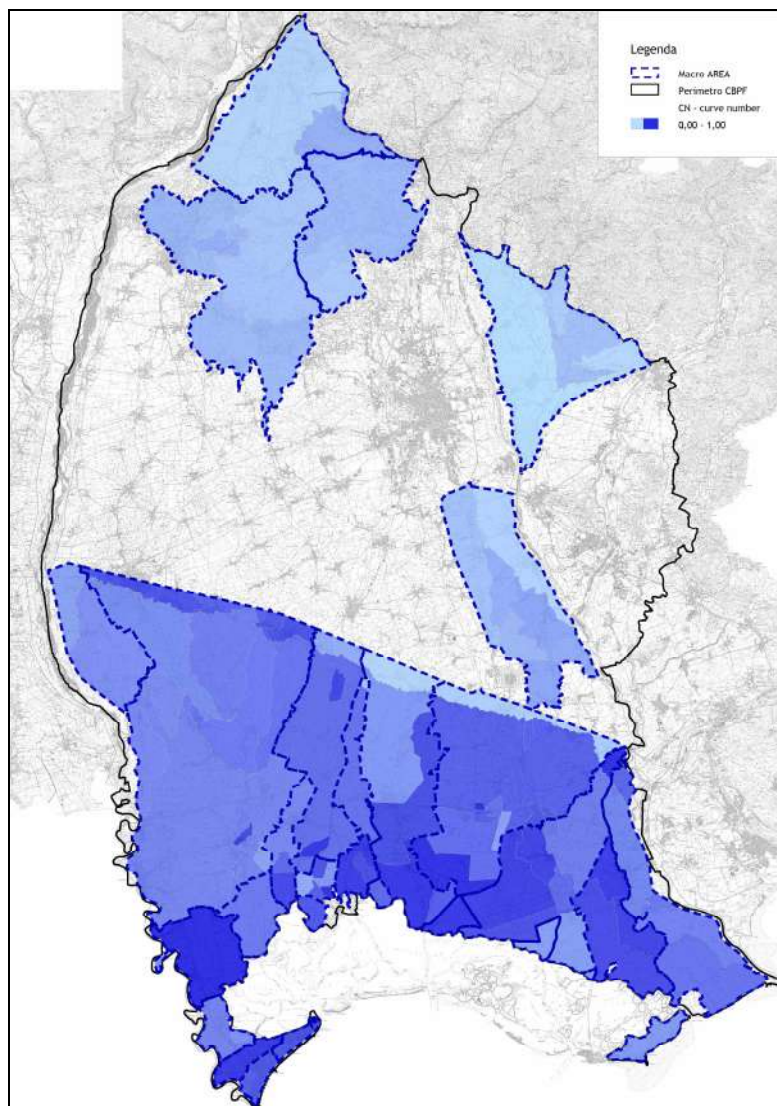 Legenda
Macro AREA
Perimetro CBPF
CN - curve number
0,00 - 1,00